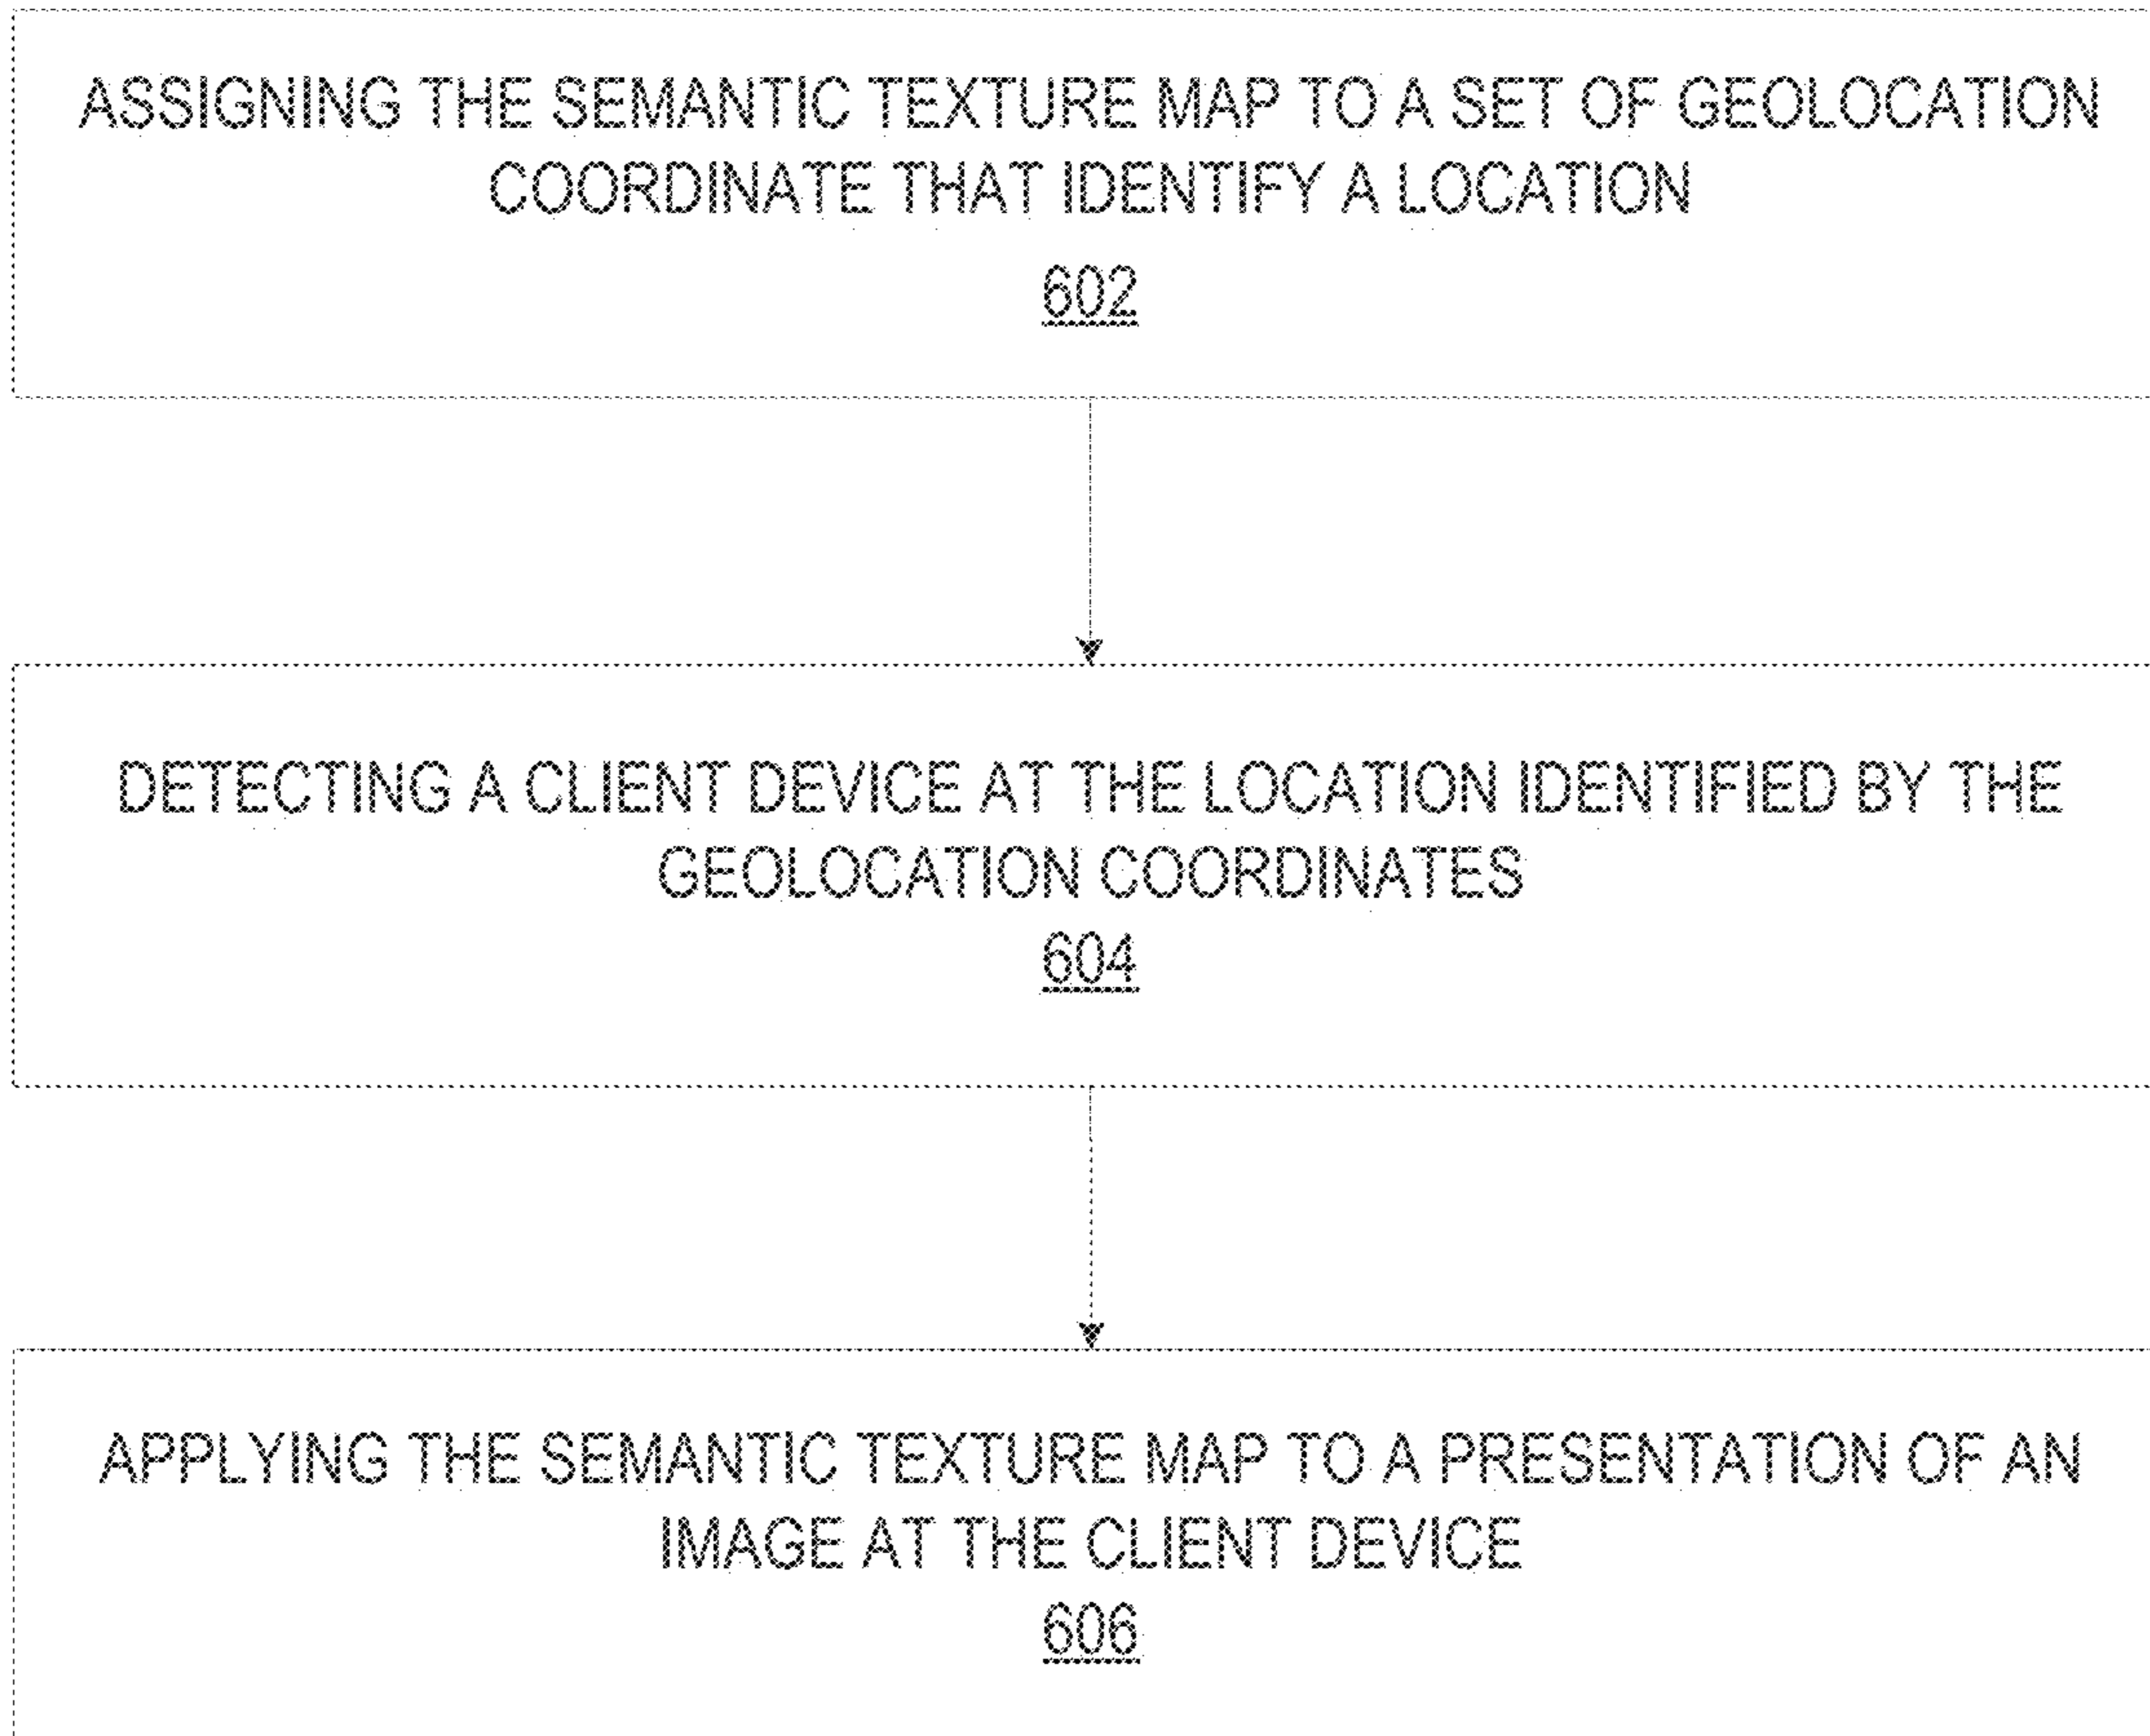 ASSIGNING THE SEMANTIC TEXTURE MAP TO A SET OF GEOLOCATION
COORDINATE THAT IDENTIFY A LOCATION
602
DETECTING A CLIENT DEVICE AT THE LOCATION IDENTIFIED BY THE
GEOLOCATION COORDINATES
604
APPLYING THE SEMANTIC TEXTURE MAP TO A PRESENTATION OF AN
IMAGE AT THE CLIENT DEVICE
606